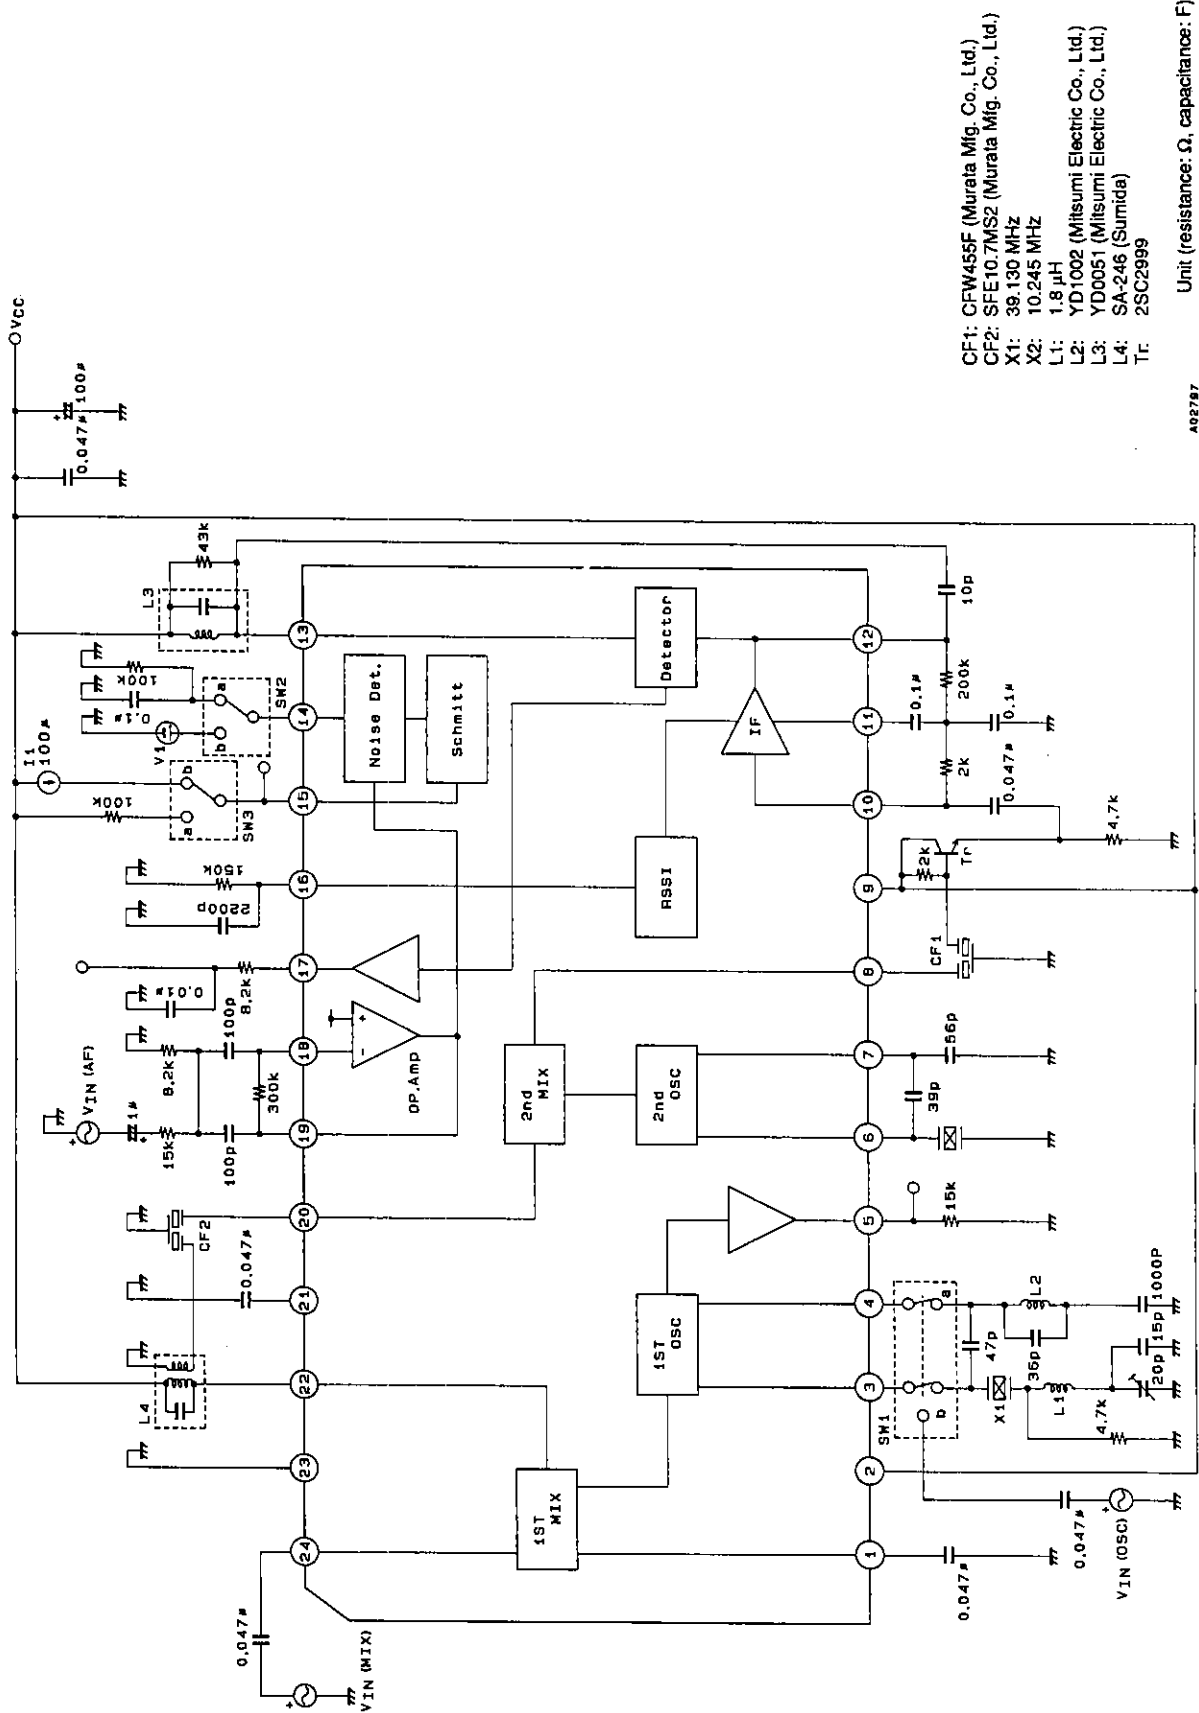 Vcc
0.047μ
100μ
I1
100μ
100k
a
b
SW3
V1
0.1μ
100k
a
b
SW2
L3
43k
VIN (AF)
1μ
15k
8.2k
100p
100p
300k
0.01μ
8.2k
2200p
150k
L4
0.047μ
CF2
0.047μ
VIN (MIX)
24
23
22
21
20
19
18
17
16
15
14
13
1ST
MIX
2nd
MIX
OP.Amp
-
+
Noise Det.
Schmitt
1ST
OSC
2nd
OSC
RSSI
IF
Detector
1
2
3
4
5
6
7
8
9
10
11
12
0.047μ
VIN (OSC)
0.047μ
SW1
b
a
47p
X1
36p
L2
L1
4.7k
20p
15p
1000P
15k
39p
56p
CF1
2k
Tr
4.7k
0.047μ
2k
0.1μ
0.1μ
200k
10p
CF1: CFW455F (Murata Mfg. Co., Ltd.)
CF2: SFE10.7MS2 (Murata Mfg. Co., Ltd.)
X1: 39.130 MHz
X2: 10.245 MHz
L1: 1.8 μH
L2: YD1002 (Mitsumi Electric Co., Ltd.)
L3: YD0051 (Mitsumi Electric Co., Ltd.)
L4: SA-246 (Sumida)
Tr: 2SC2999
Unit (resistance: Ω, capacitance: F)
A02797